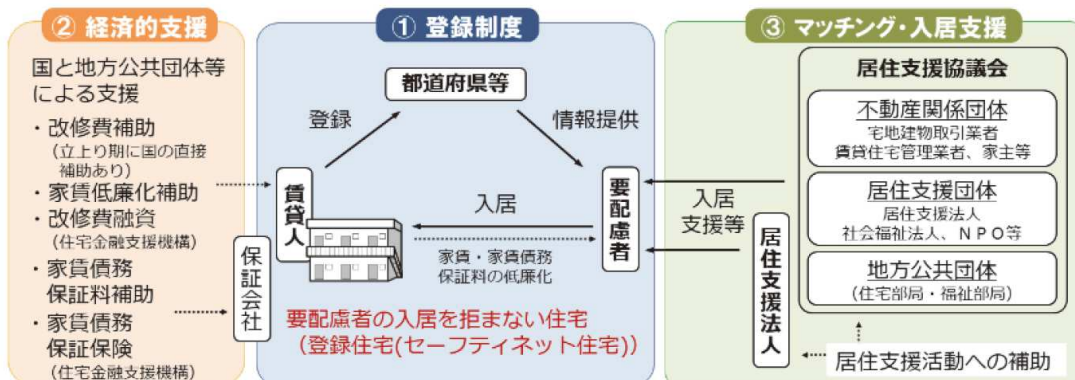 ② 経済的支援
国と地方公共団体等
による支援
・改修費補助
(立上り期に国の直接
補助あり)
・家賃低廉化補助
・改修費融資
(住宅金融支援機構)
・家賃債務
保証料補助
・家賃債務
保証保険
(住宅金融支援機構)
① 登録制度
都道府県等
登録
情報提供
賃貸人
保証会社
入居
家賃・家賃債務
保証料の低廉化
要配慮者
要配慮者の入居を拒まない住宅
（登録住宅(セーフティネット住宅)）
③ マッチング・入居支援
入居
支援等
居住支援法人
居住支援協議会
不動産関係団体
宅地建物取引業者
賃貸住宅管理業者、家主等
居住支援団体
居住支援法人
社会福祉法人、ＮＰＯ等
地方公共団体
(住宅部局・福祉部局)
居住支援活動への補助